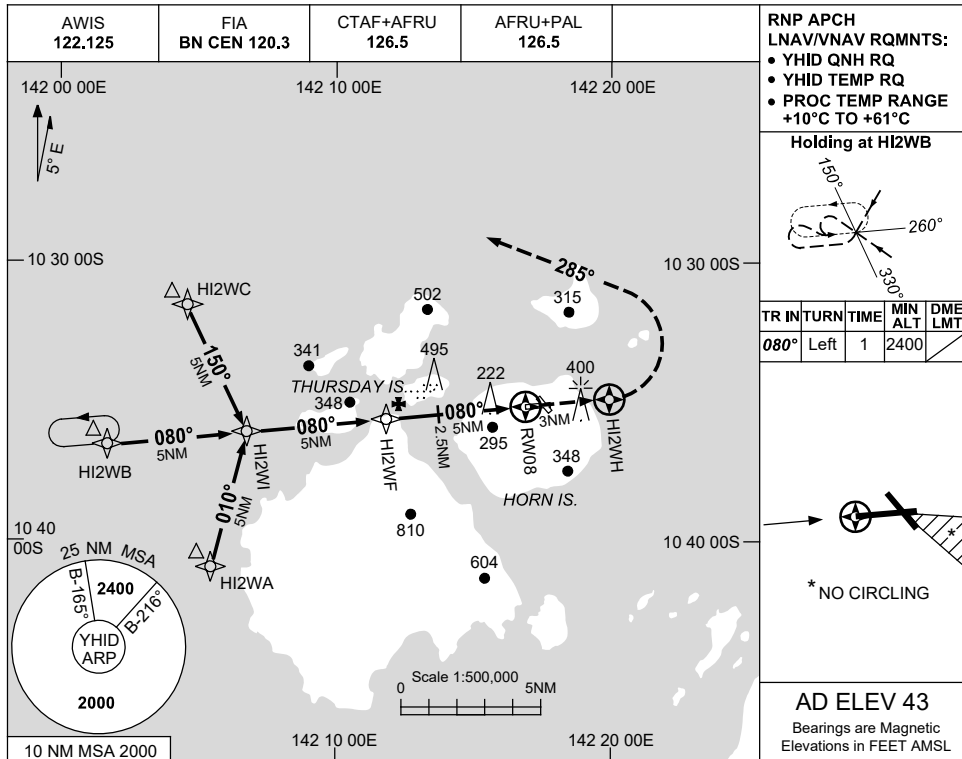 AWIS
122.125
FIA
BN CEN 120.3
CTAF+AFRU
126.5
AFRU+PAL
126.5
RNP APCH
LNAV/VNAV RQMNTS:
• YHID QNH RQ
• YHID TEMP RQ
• PROC TEMP RANGE
+10°C TO +61°C
142 00 00E
142 10 00E
142 20 00E
5° E
Holding at HI2WB
150°
260°
330°
TR IN
TURN
TIME
MIN ALT
DME LMT
080°
Left
1
2400
10 30 00S
10 30 00S
HI2WC
285°
502
315
150°
5NM
341
495
400
THURSDAY IS.
222
348
080°
5NM
080°
5NM
080°
5NM
2.5NM
3NM
HI2WB
HI2WI
HI2WF
295
RW08
HI2WH
348
HORN IS.
010°
5NM
810
10 40
00S
10 40 00S
HI2WA
604
25 NM MSA
B-165°
2400
B-216°
YHID
ARP
2000
*
*NO CIRCLING
Scale 1:500,000
0
5NM
10 NM MSA 2000
142 10 00E
142 20 00E
AD ELEV 43
Bearings are Magnetic
Elevations in FEET AMSL